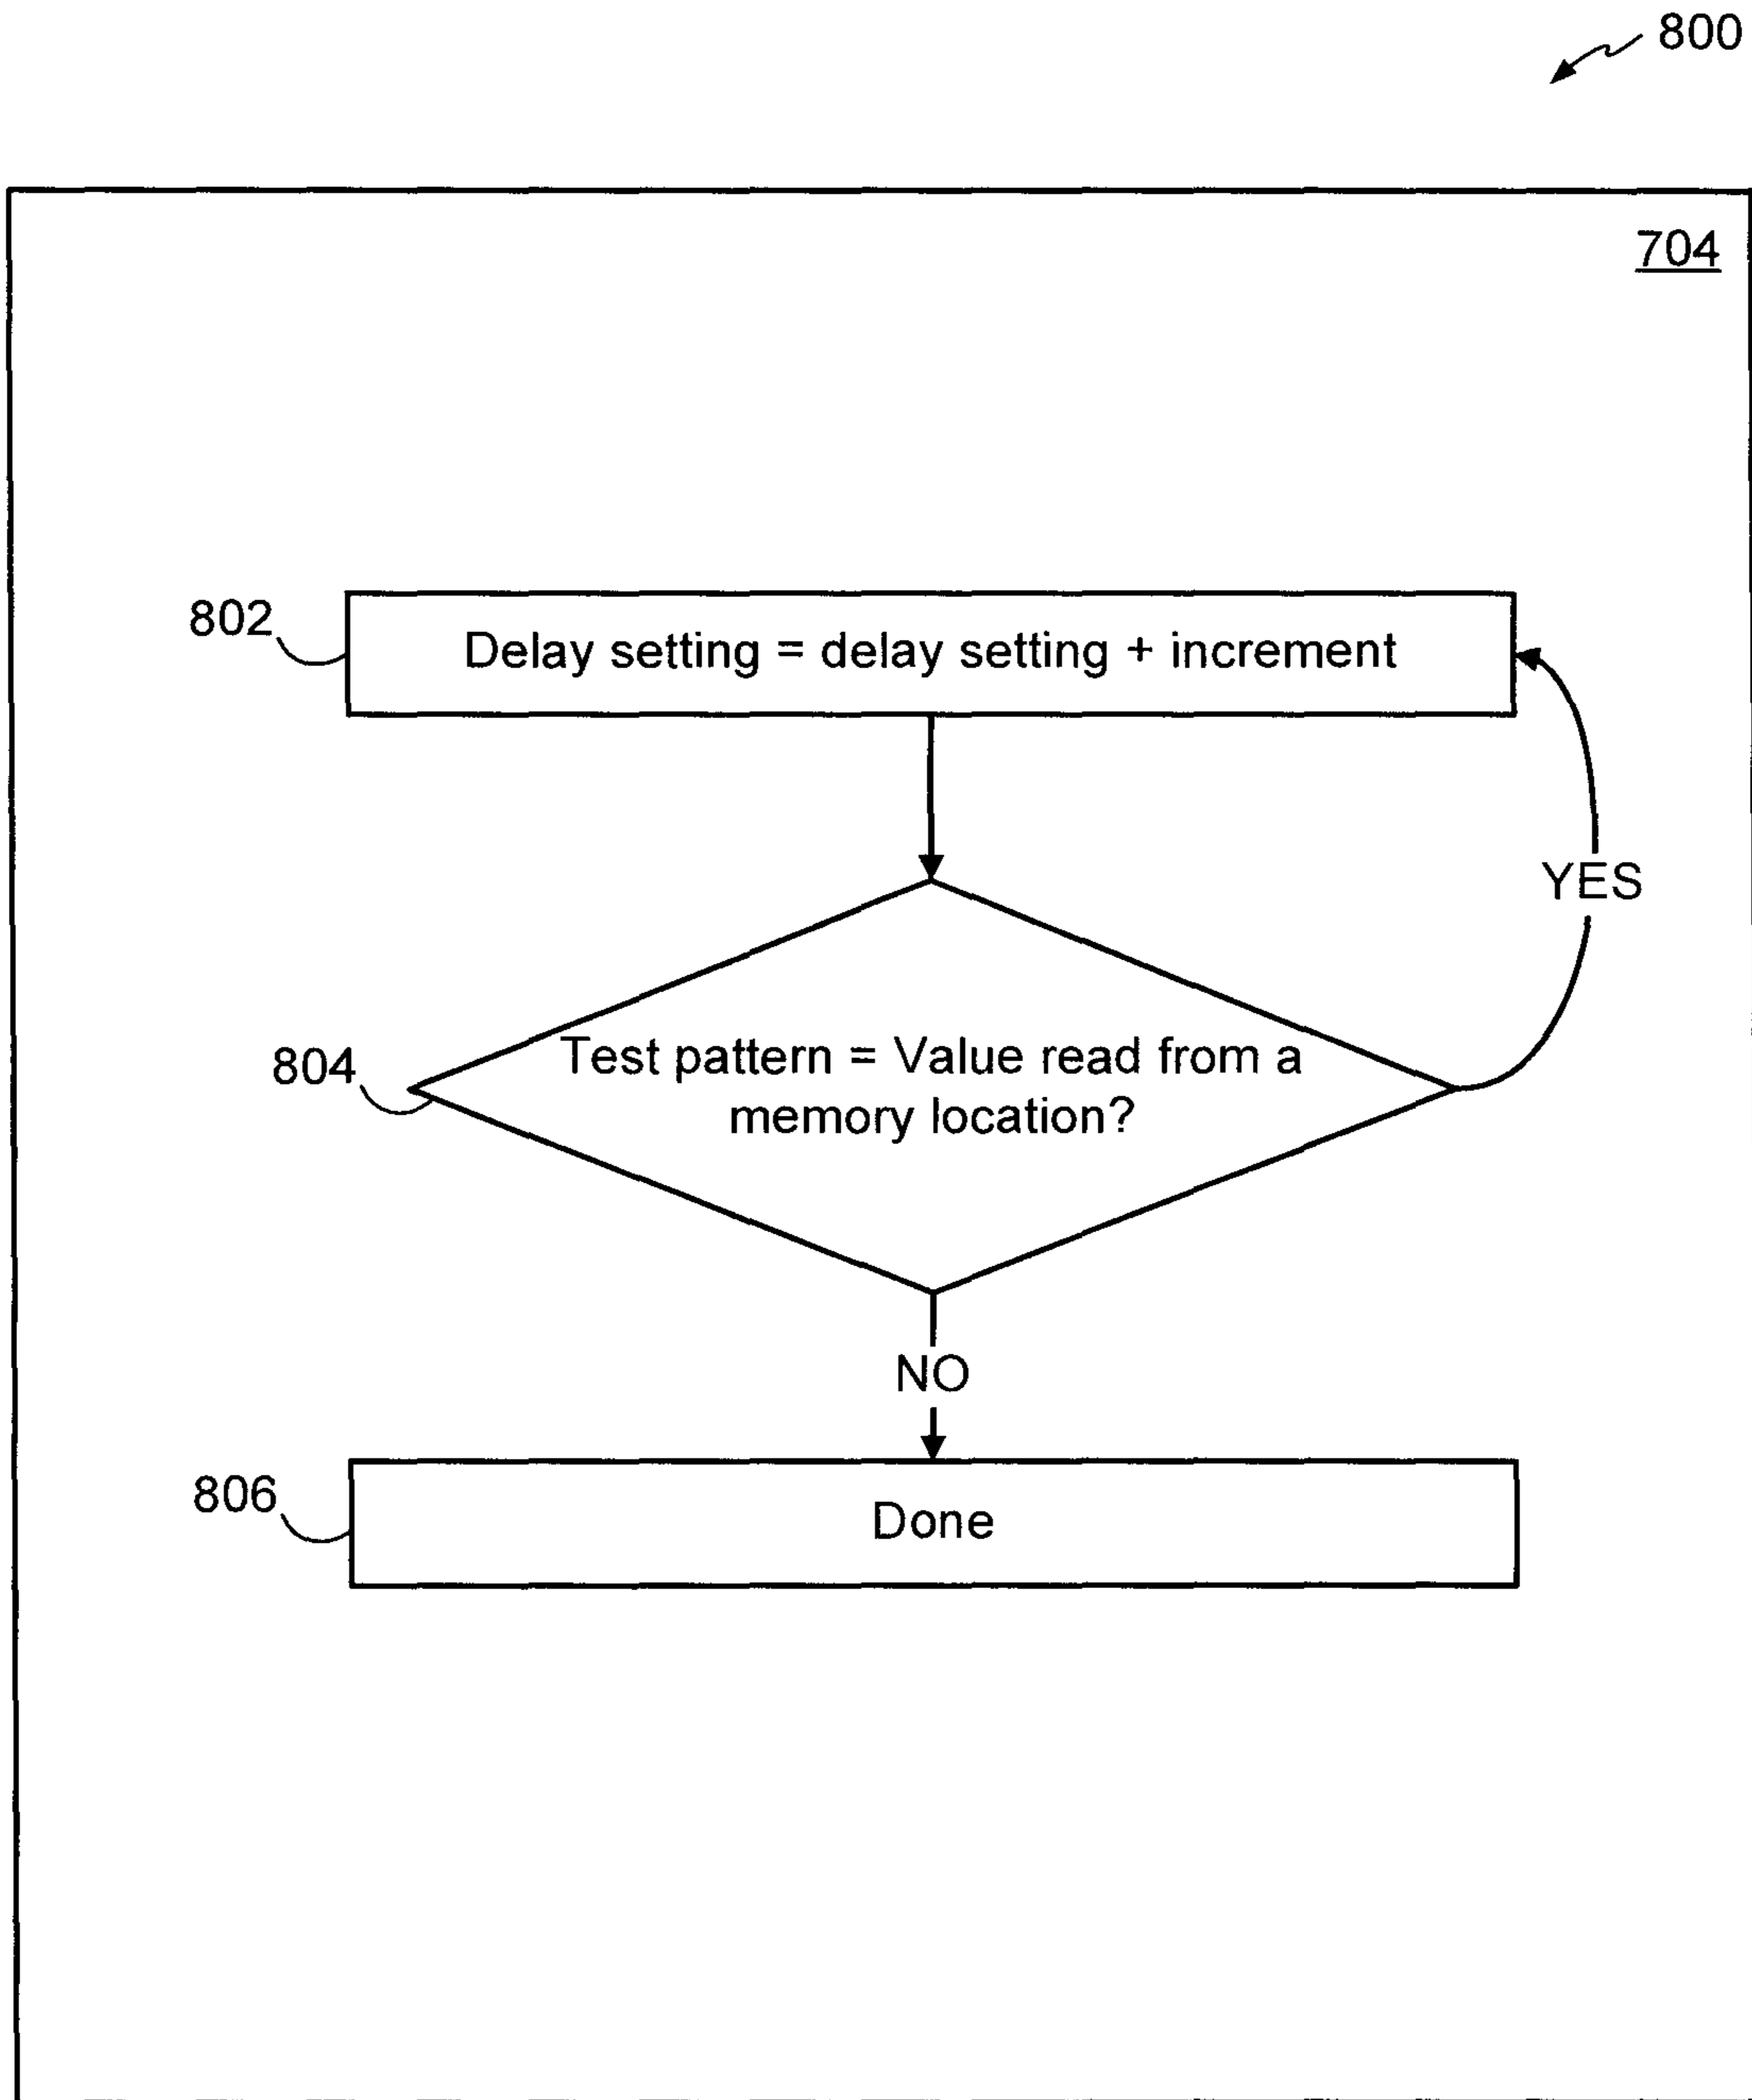 800
704
802
Delay setting = delay setting + increment
YES
804
Test pattern = Value read from a
memory location?
NO
806
Done